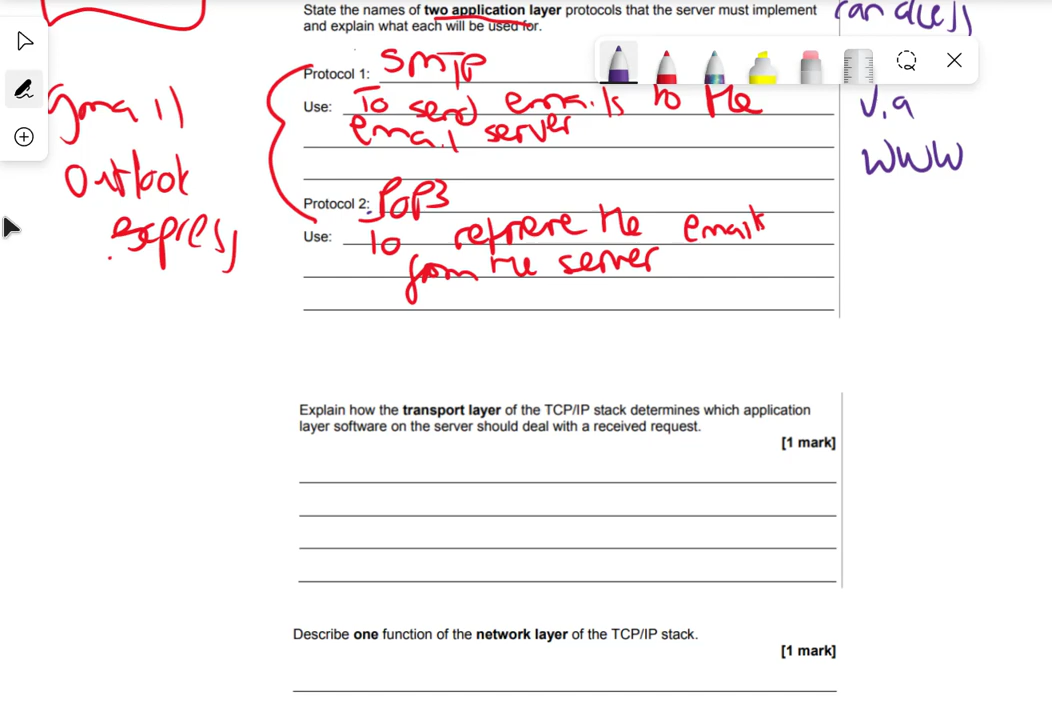 State the names of two application layer protocols that the server must implement
and explain what each will be used for.
can access
Protocol 1: SMTP
Use: To send emails to the
email server
Gmail
Outlook
express
via
WWW
Protocol 2: POP3
Use: To retrieve the emails
from the server
Explain how the transport layer of the TCP/IP stack determines which application
layer software on the server should deal with a received request.
[1 mark]
Describe one function of the network layer of the TCP/IP stack.
[1 mark]